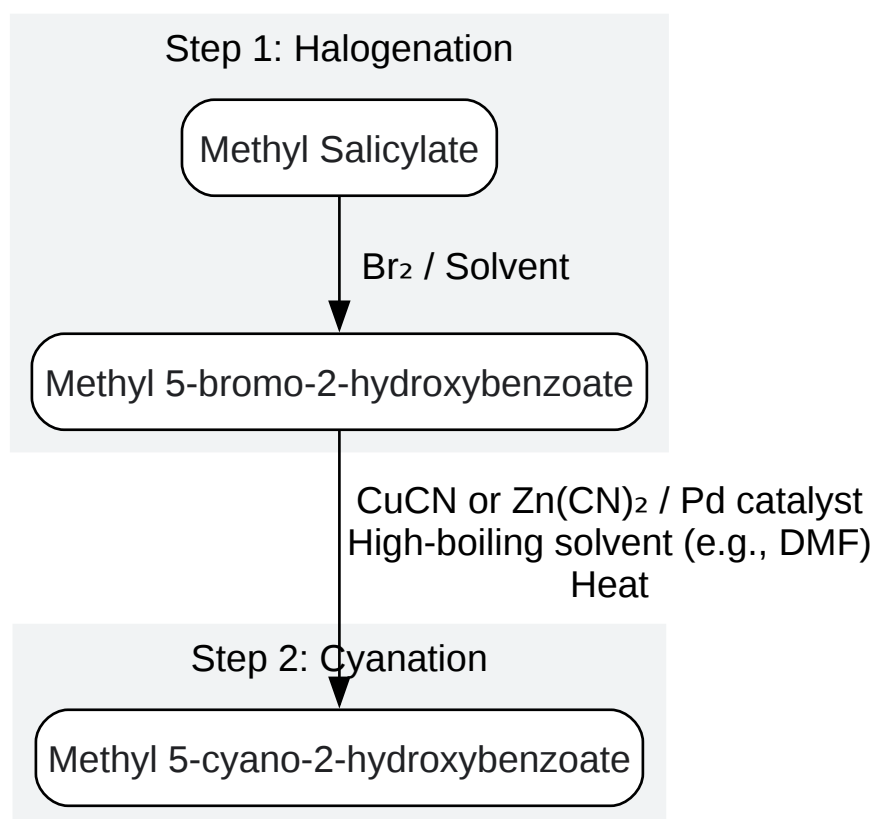 Step 1: Halogenation
Methyl Salicylate
Br₂ / Solvent
Methyl 5-bromo-2-hydroxybenzoate
CuCN or Zn(CN)₂ / Pd catalyst
High-boiling solvent (e.g., DMF)
Heat
Step 2: Cyanation
Methyl 5-cyano-2-hydroxybenzoate